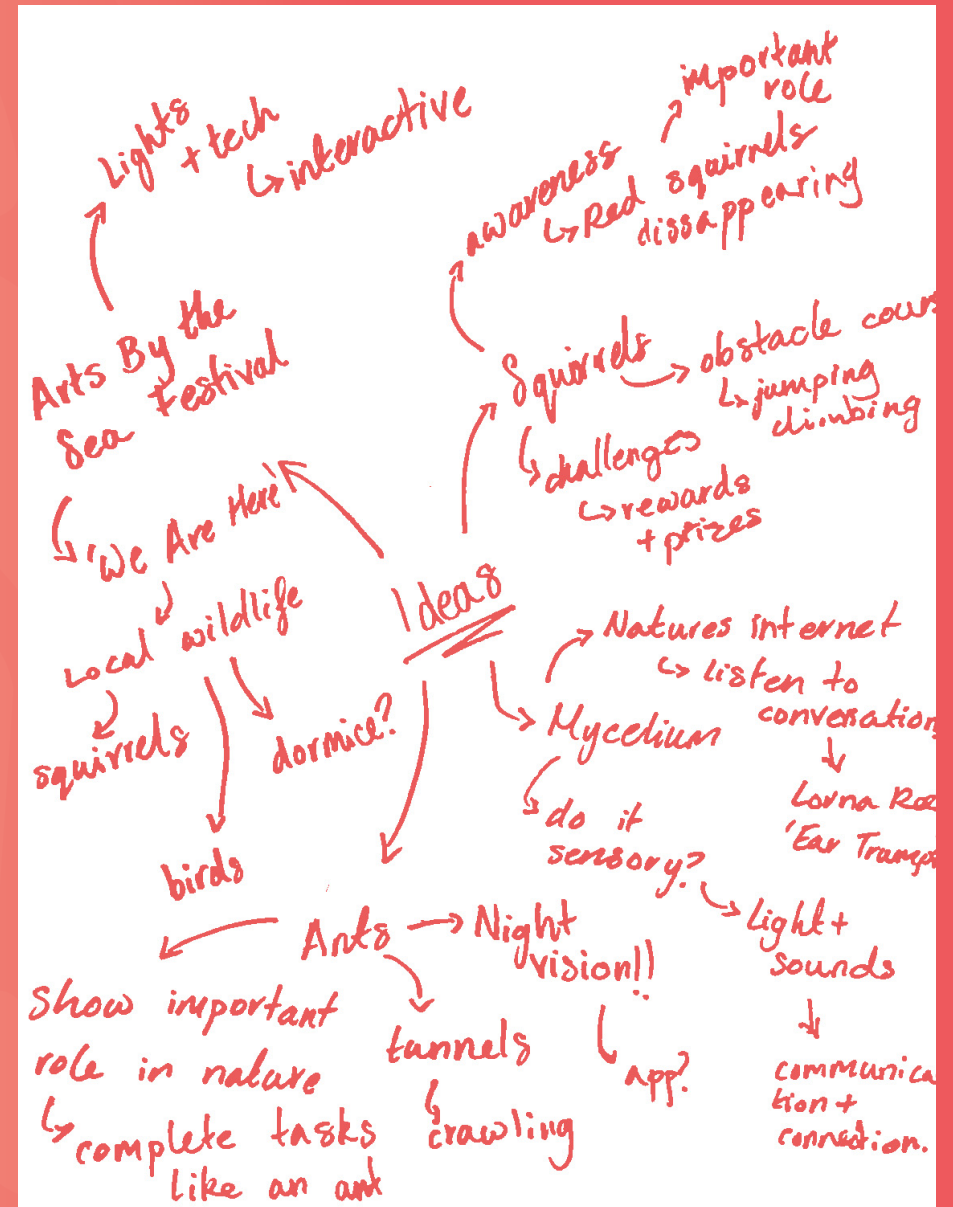 Ideas
Arts By the
Sea Festival
Lights
+ tech
interactive
'We Are Here'
Local wildlife
squirrels
birds
dormice?
Squirrels
awareness
important
role
Red squirrels
dissappearing
obstacle cours
jumping
climbing
challenges
rewards
+ prizes
Mycelium
Natures internet
listen to
conversation
Lorna Ree
'Ear Tramp
do it
sensory?
Light +
sounds
communica
tion +
connection.
Ants
Night
vision!!
app?
tunnels
crawling
Show important
role in nature
complete tasks
like an ant